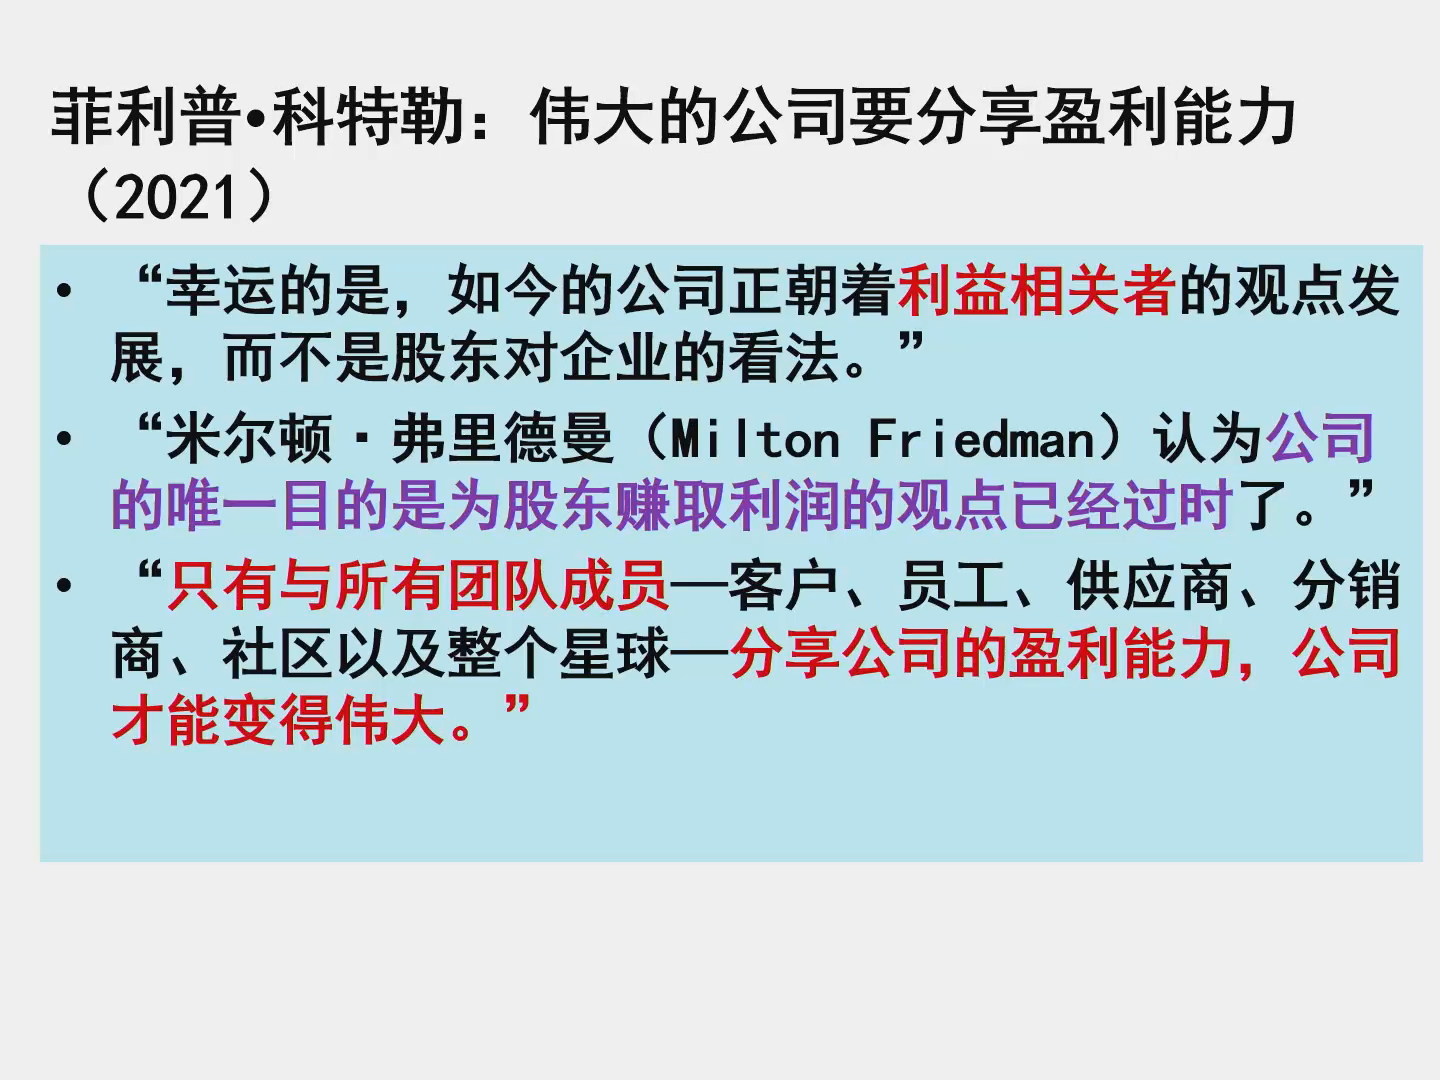 菲利普•科特勒：伟大的公司要分享盈利能力
（2021）
• “幸运的是，如今的公司正朝着利益相关者的观点发
展，而不是股东对企业的看法。”
• “米尔顿·弗里德曼（Milton Friedman）认为公司
的唯一目的是为股东赚取利润的观点已经过时了。”
• “只有与所有团队成员—客户、员工、供应商、分销
商、社区以及整个星球—分享公司的盈利能力，公司
才能变得伟大。”